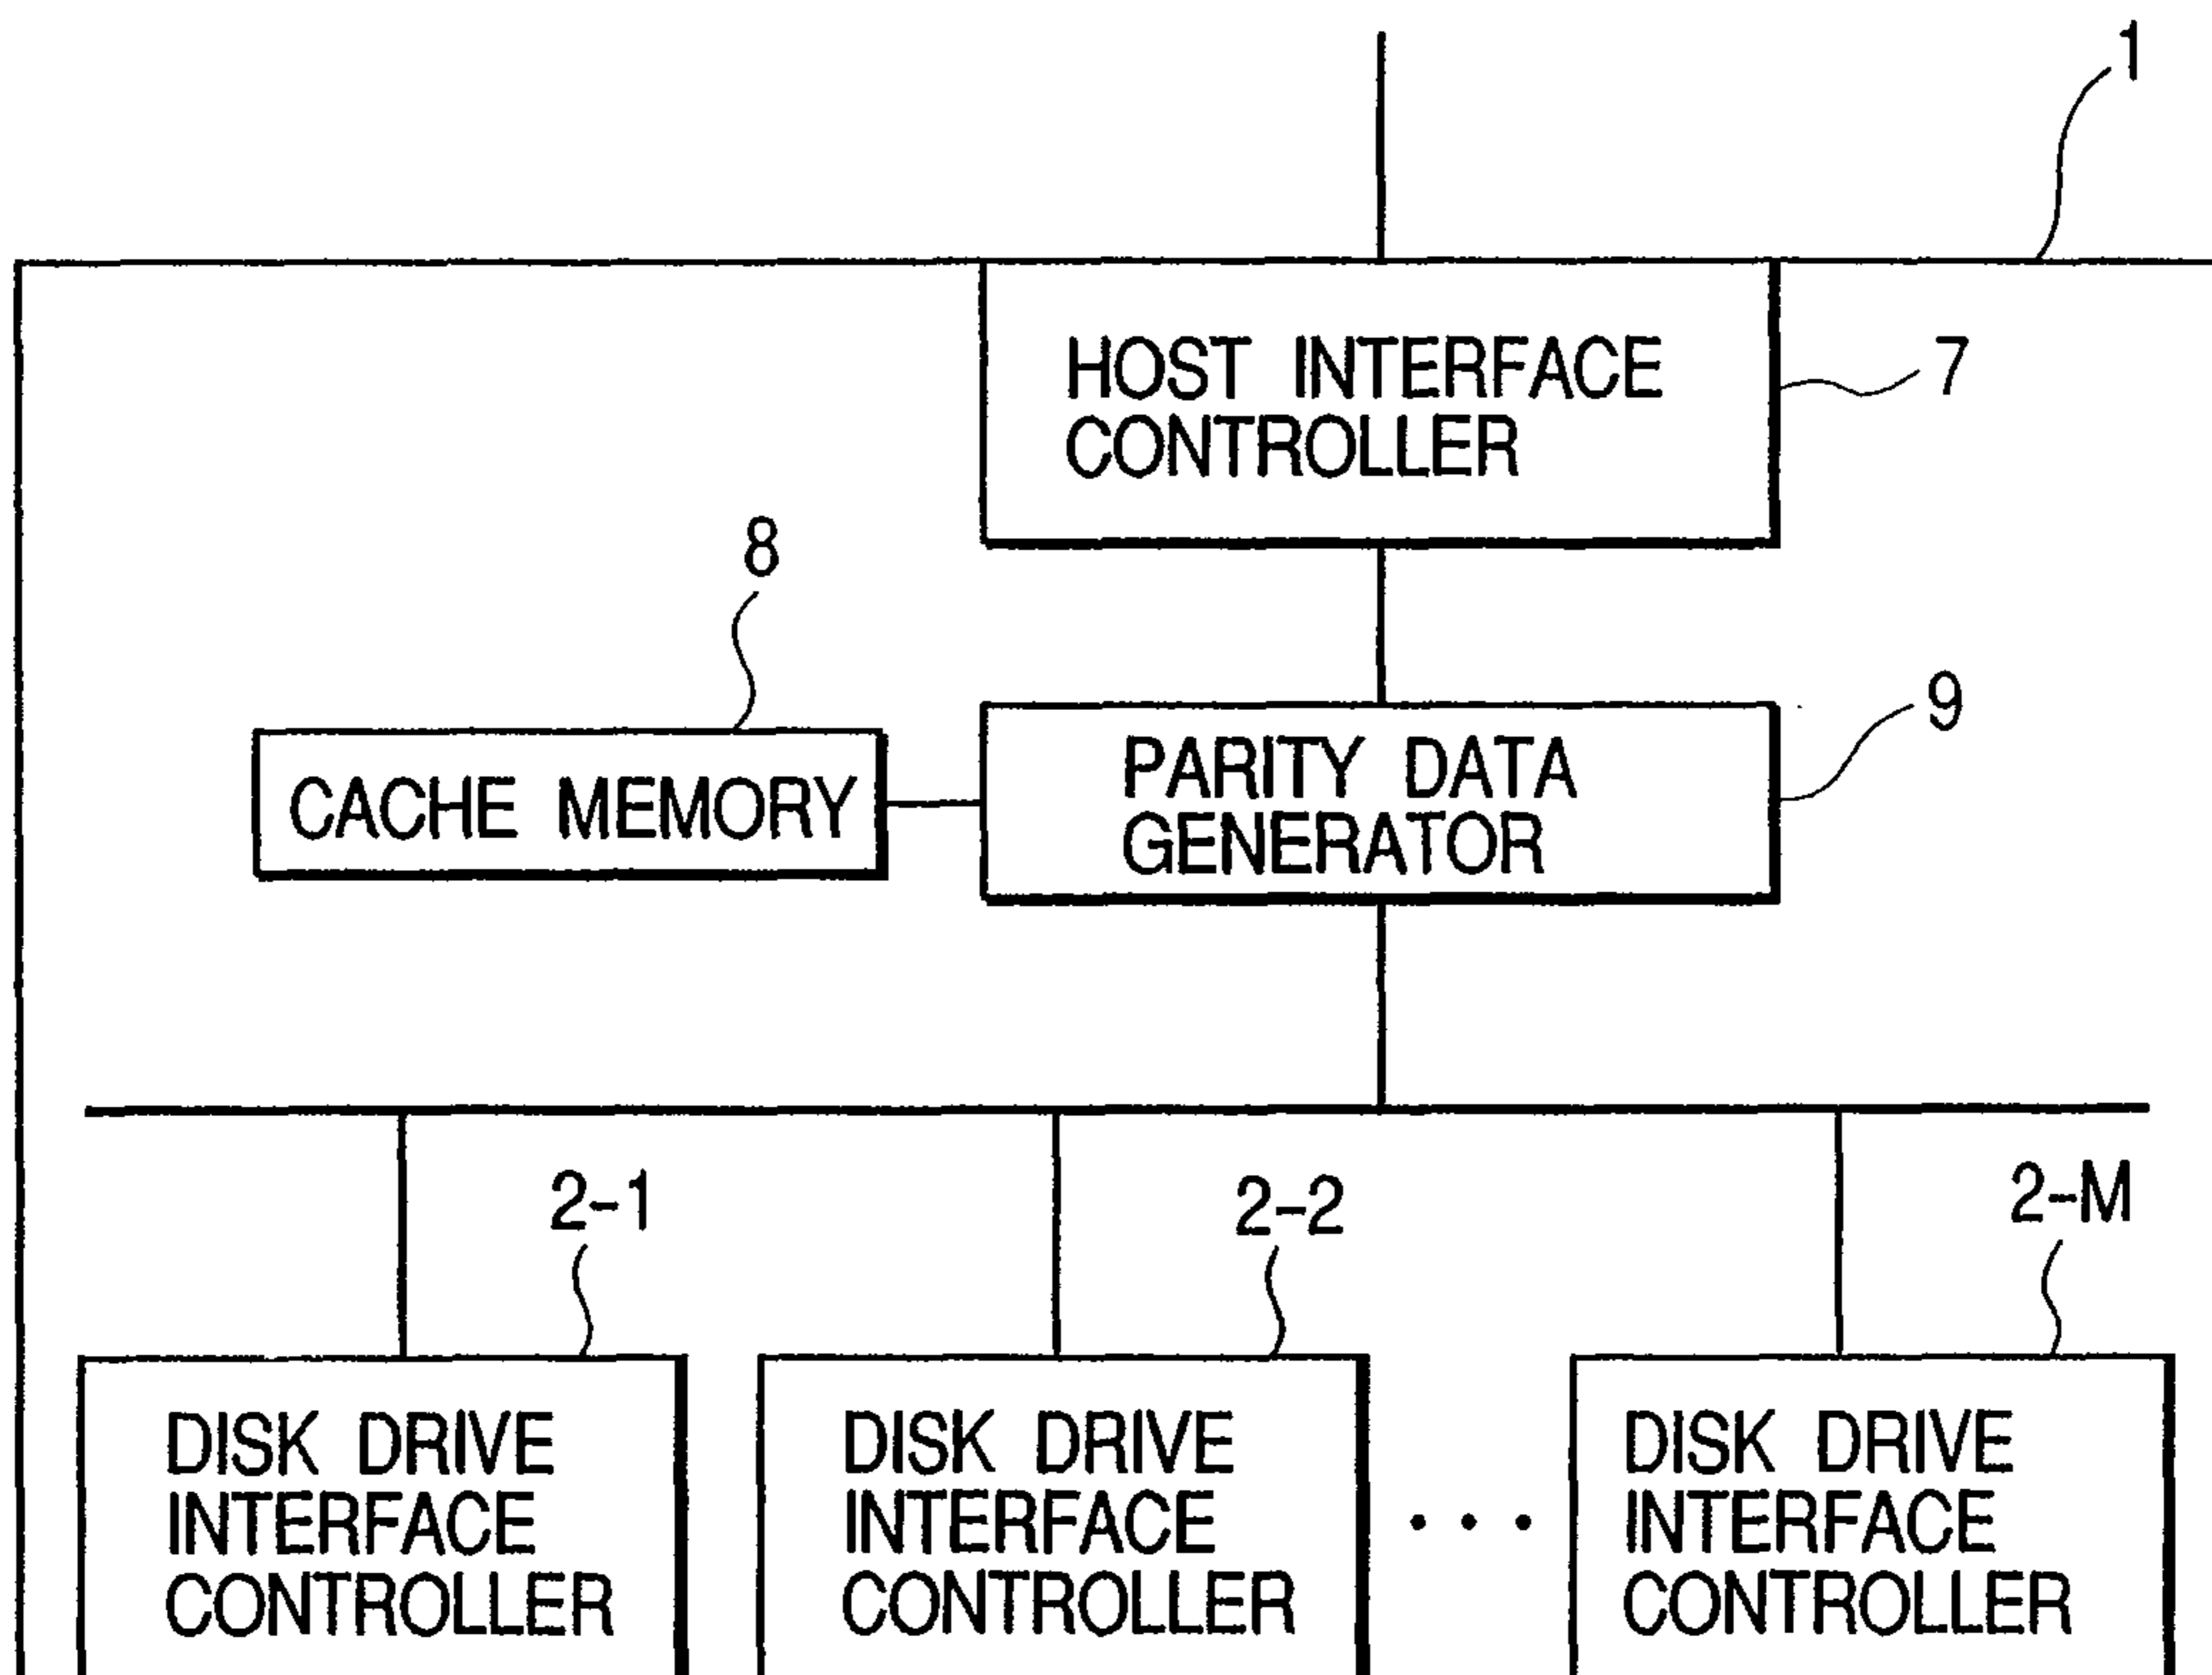 1
HOST INTERFACE
CONTROLLER
7
8
CACHE MEMORY
PARITY DATA
GENERATOR
9
2-1
2-2
2-M
DISK DRIVE
INTERFACE
CONTROLLER
DISK DRIVE
INTERFACE
CONTROLLER
. . .
DISK DRIVE
INTERFACE
CONTROLLER